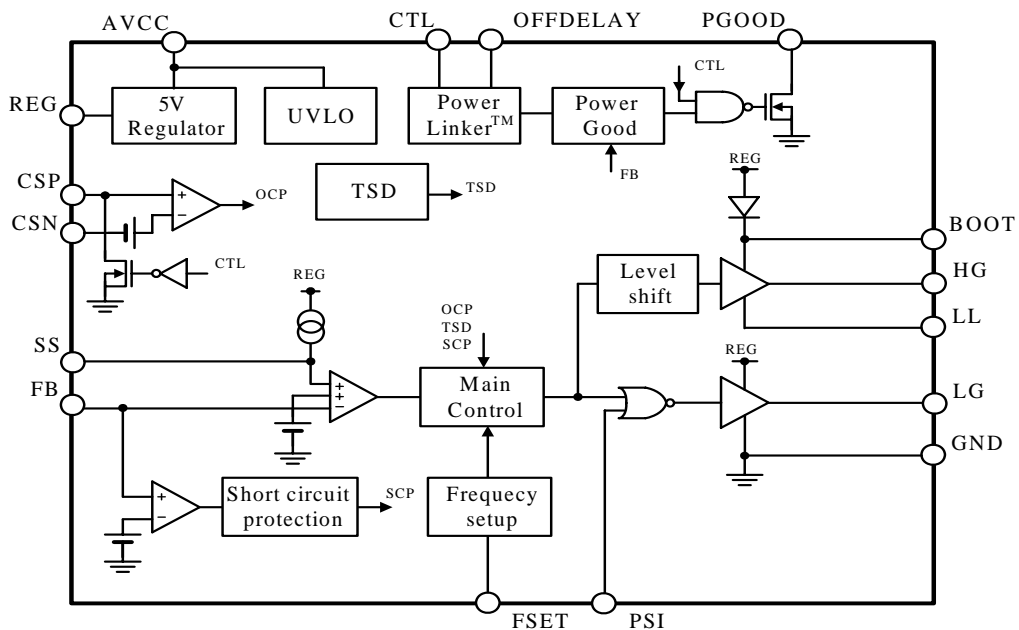 AVCC
CTL
OFFDELAY
PGOOD
REG
5V
Regulator
UVLO
Power
Linker™
Power
Good
CTL
FB
CSP
CSN
+
−
OCP
TSD
TSD
CTL
REG
BOOT
HG
LL
Level
shift
REG
SS
FB
+
+
−
OCP
TSD
SCP
Main
Control
REG
LG
GND
+
−
Short circuit
protection
SCP
Frequecy
setup
FSET
PSI